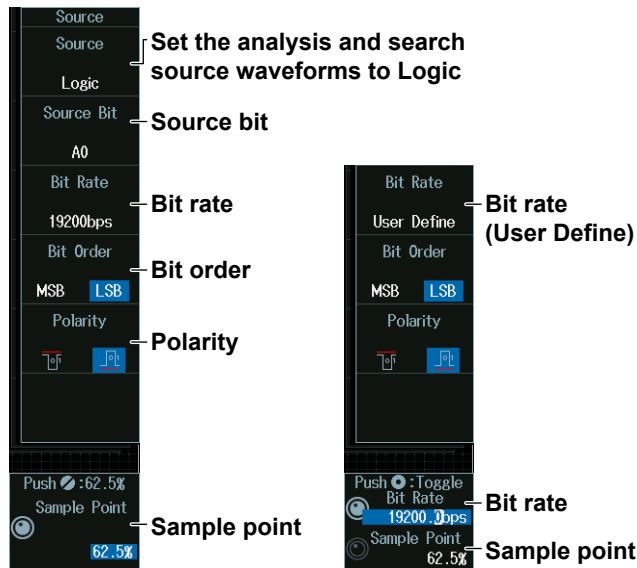 Source
Source
Logic
Set the analysis and search
source waveforms to Logic
Source Bit
A0
Source bit
Bit Rate
19200bps
Bit rate
Bit Order
MSB LSB
Bit order
Polarity
Polarity
Push :62.5%
Sample Point
62.5%
Sample point
Bit Rate
User Define
Bit rate
(User Define)
Bit Order
MSB LSB
Polarity
Push :Toggle
Bit Rate
19200.0bps
Bit rate
Sample Point
62.5%
Sample point